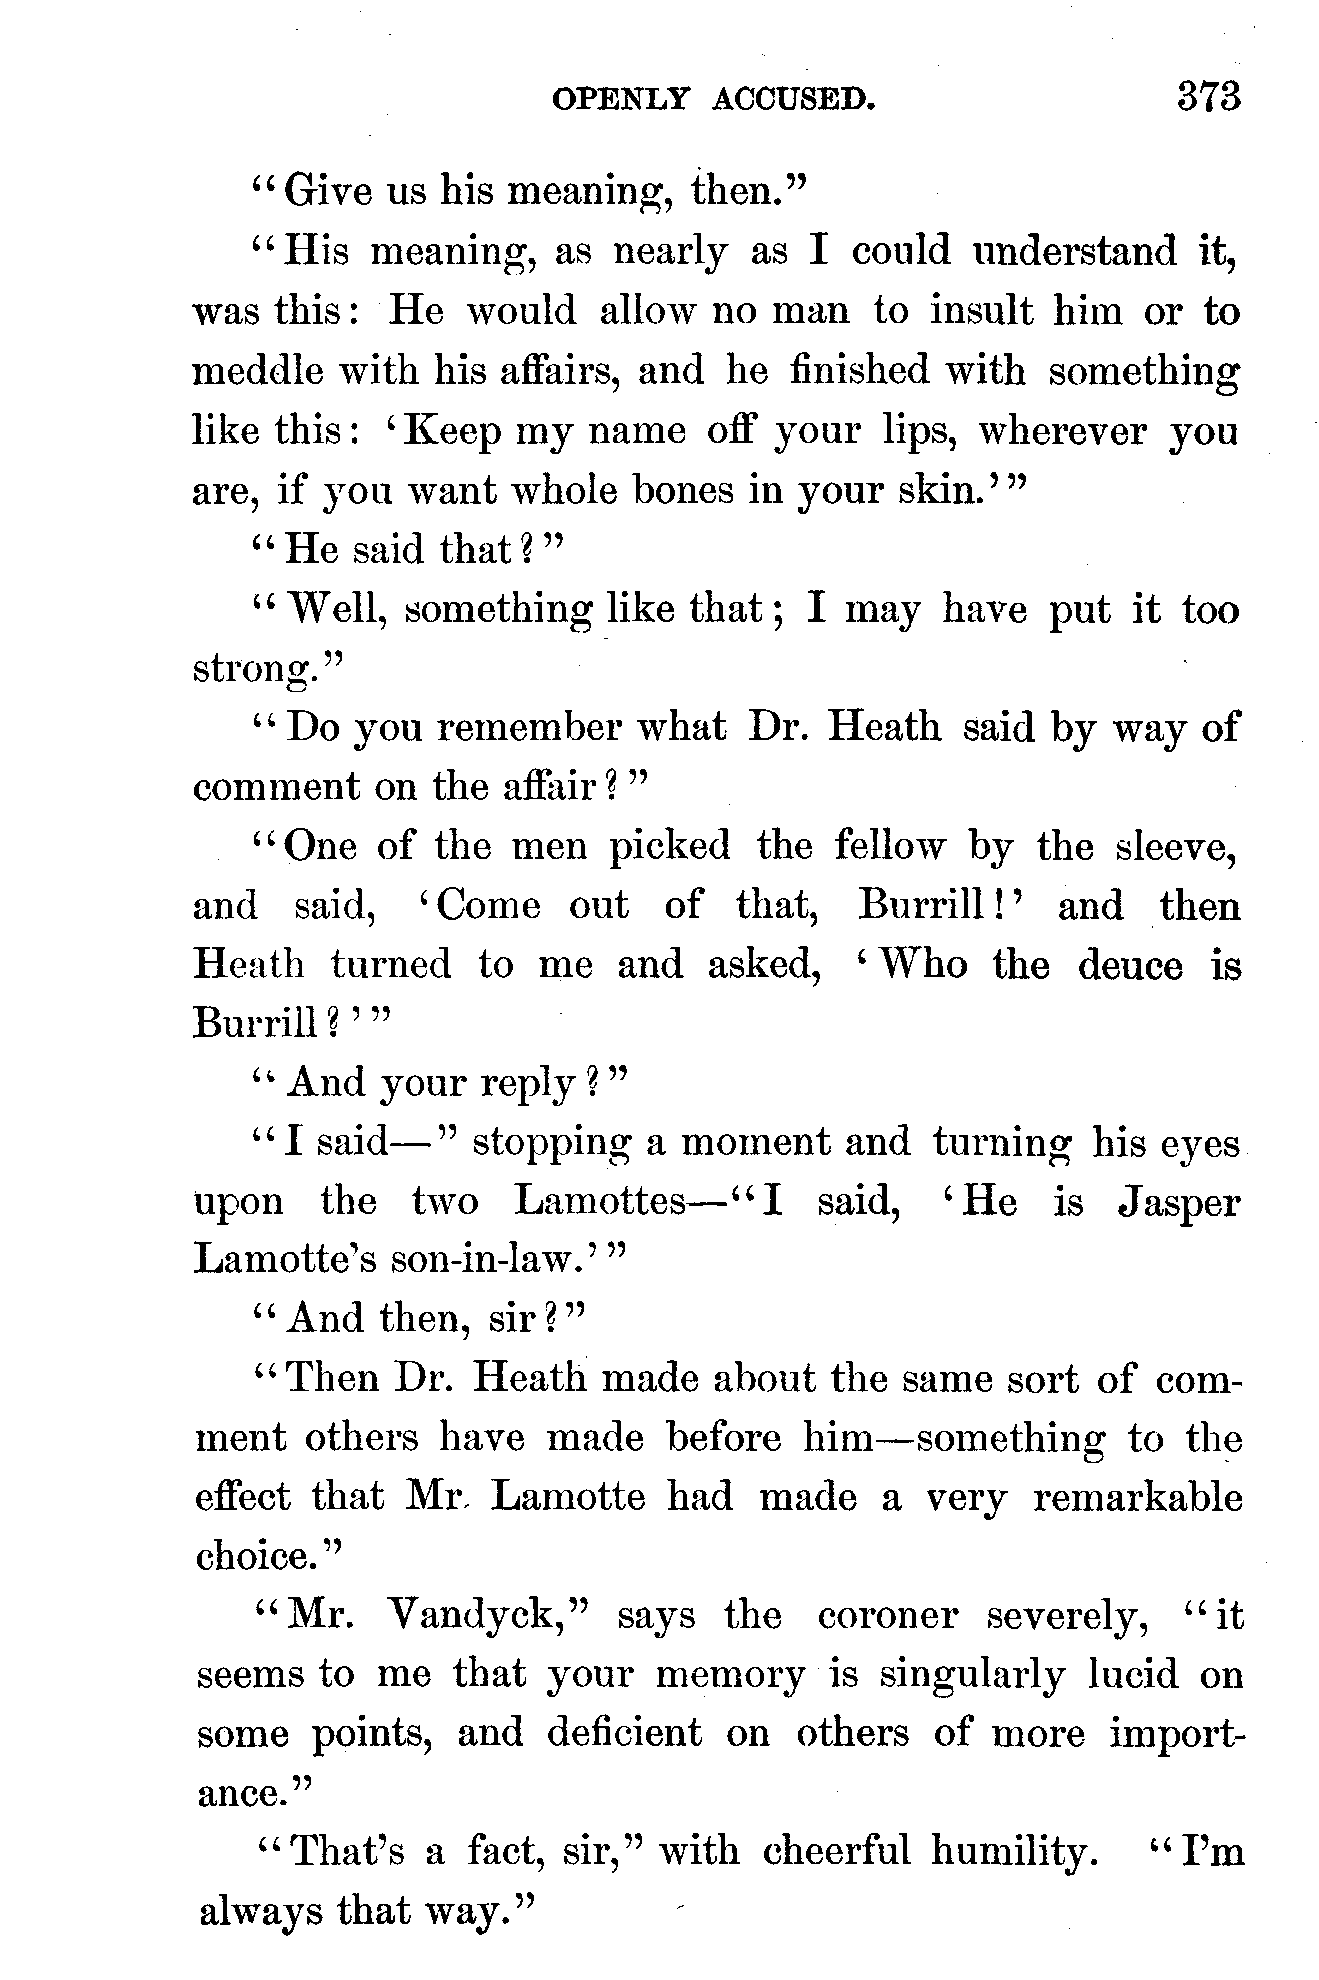 OPENLY ACCUSED. 373
"Give us his meaning, then."
"His meaning, as nearly as I could understand it,
was this: He would allow no man to insult him or to
meddle with his affairs, and he finished with something
like this: 'Keep my name off your lips, wherever you
are, if you want whole bones in your skin.'"
"He said that?"
"Well, something like that; I may have put it too
strong."
"Do you remember what Dr. Heath said by way of
comment on the affair?"
"One of the men picked the fellow by the sleeve,
and said, 'Come out of that, Burrill!' and then
Heath turned to me and asked, 'Who the deuce is
Burrill?'"
"And your reply?"
"I said—" stopping a moment and turning his eyes
upon the two Lamottes—"I said, 'He is Jasper
Lamotte's son-in-law.'"
"And then, sir?"
"Then Dr. Heath made about the same sort of com-
ment others have made before him—something to the
effect that Mr. Lamotte had made a very remarkable
choice."
"Mr. Vandyck," says the coroner severely, "it
seems to me that your memory is singularly lucid on
some points, and deficient on others of more import-
ance."
"That's a fact, sir," with cheerful humility. "I'm
always that way."